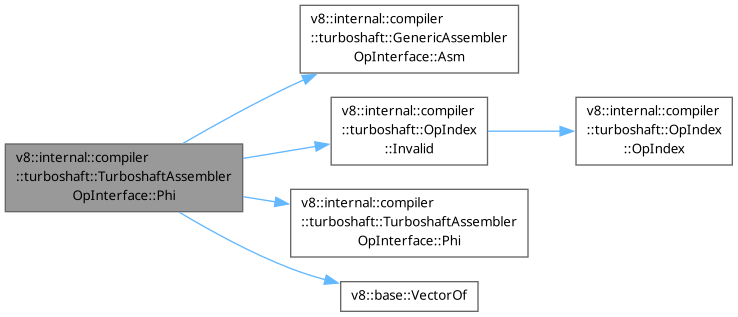 v8::internal::compiler
::turboshaft::TurboshaftAssembler
OpInterface::Phi
v8::internal::compiler
::turboshaft::GenericAssembler
OpInterface::Asm
v8::internal::compiler
::turboshaft::OpIndex
::Invalid
v8::internal::compiler
::turboshaft::OpIndex
::OpIndex
v8::internal::compiler
::turboshaft::TurboshaftAssembler
OpInterface::Phi
v8::base::VectorOf